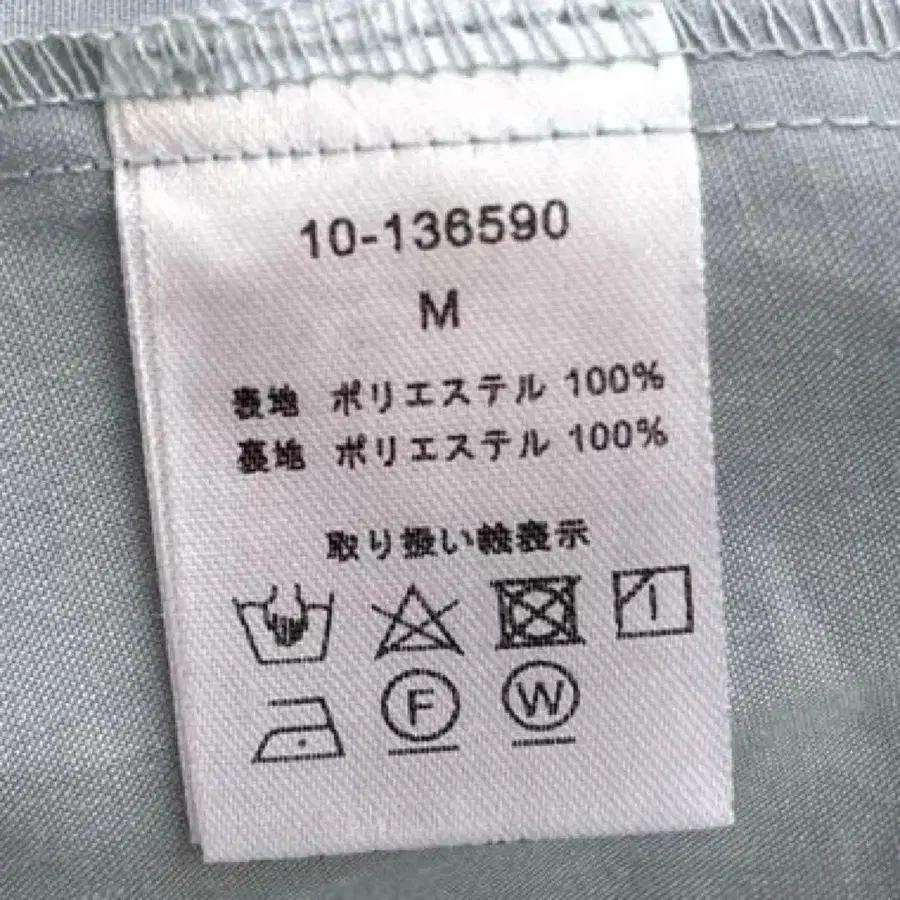 10-136590
M
表地 ポリエステル 100%
裏地 ポリエステル 100%
取り扱い絵表示
F W